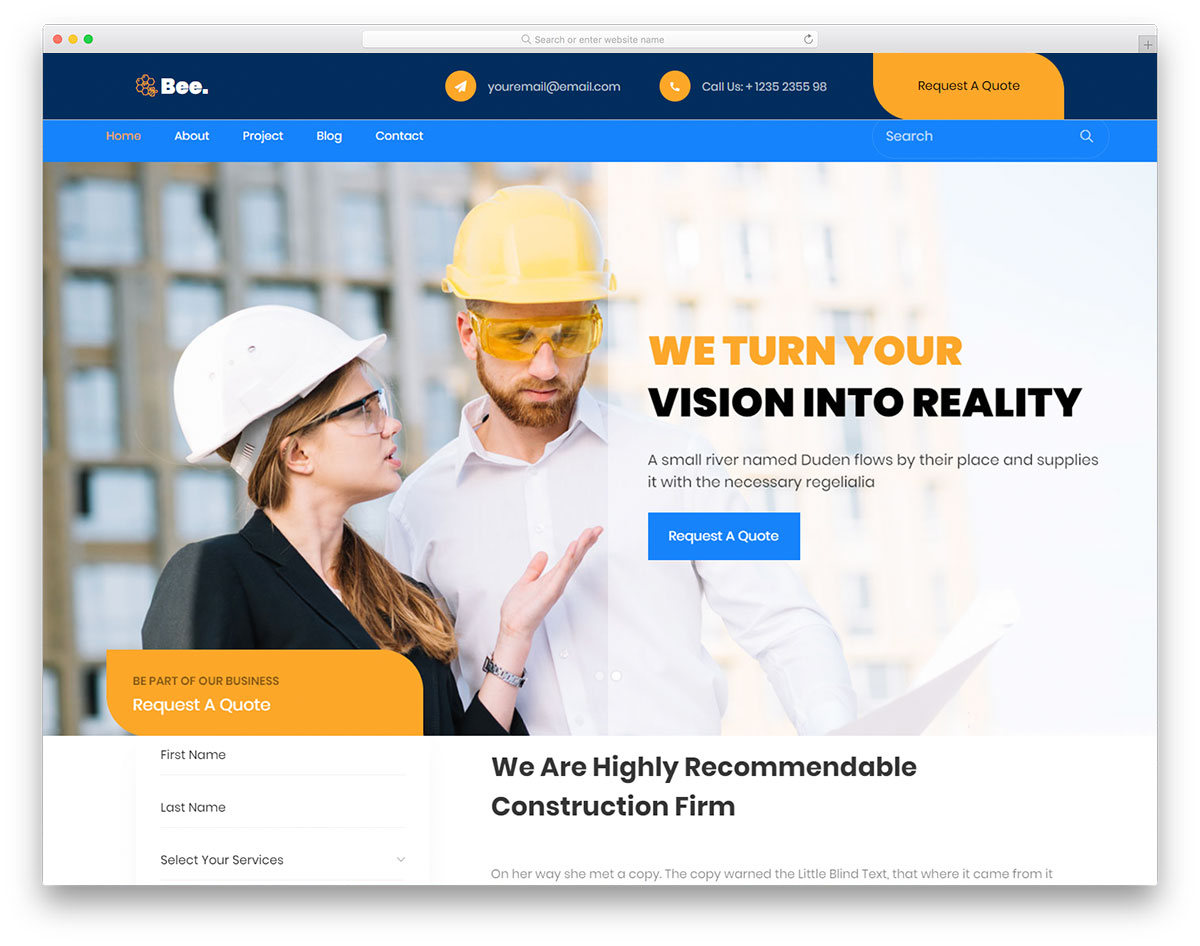 Search or enter website name
Bee.
youremail@email.com
Call Us: + 1235 2355 98
Request A Quote
Home
About
Project
Blog
Contact
Search
WE TURN YOUR
VISION INTO REALITY
A small river named Duden flows by their place and supplies
it with the necessary regelialia
Request A Quote
BE PART OF OUR BUSINESS
Request A Quote
First Name
Last Name
Select Your Services
We Are Highly Recommendable
Construction Firm
On her way she met a copy. The copy warned the Little Blind Text, that where it came from it